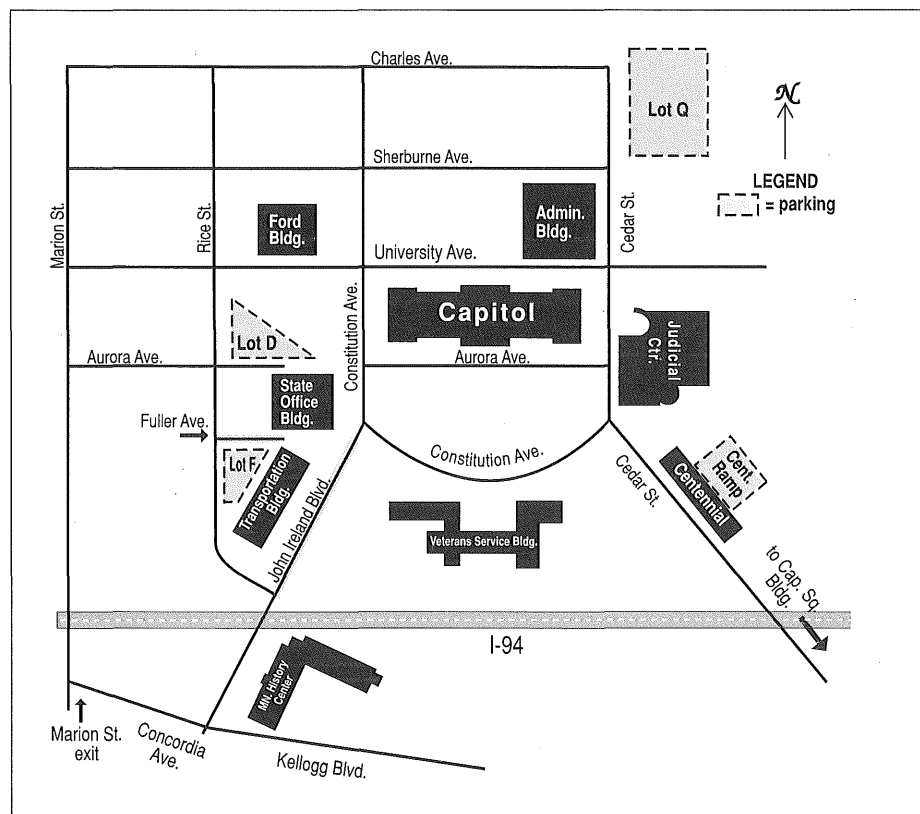 Charles Ave.
Lot Q
N
Sherburne Ave.
LEGEND
= parking
Marion St.
Rice St.
Ford
Bldg.
Admin.
Bldg.
Cedar St.
University Ave.
Constitution Ave.
Capitol
Lot D
Judicial
Ctr.
Aurora Ave.
Aurora Ave.
State
Office
Bldg.
Fuller Ave.
Constitution Ave.
Lot F
Transportation
Bldg.
John Ireland Blvd.
Cedar St.
Cent.
Ramp
Centennial
Veterans Service Bldg.
to Cap. Sq.
Bldg.
I-94
MN. History
Center
Marion St.
exit
Concordia
Ave.
Kellogg Blvd.